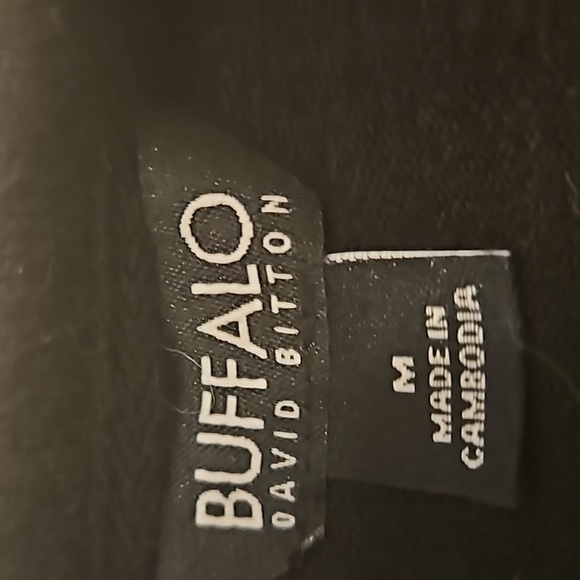 BUFFALO
DAVID BITTON
M
MADE IN
CAMBODIA